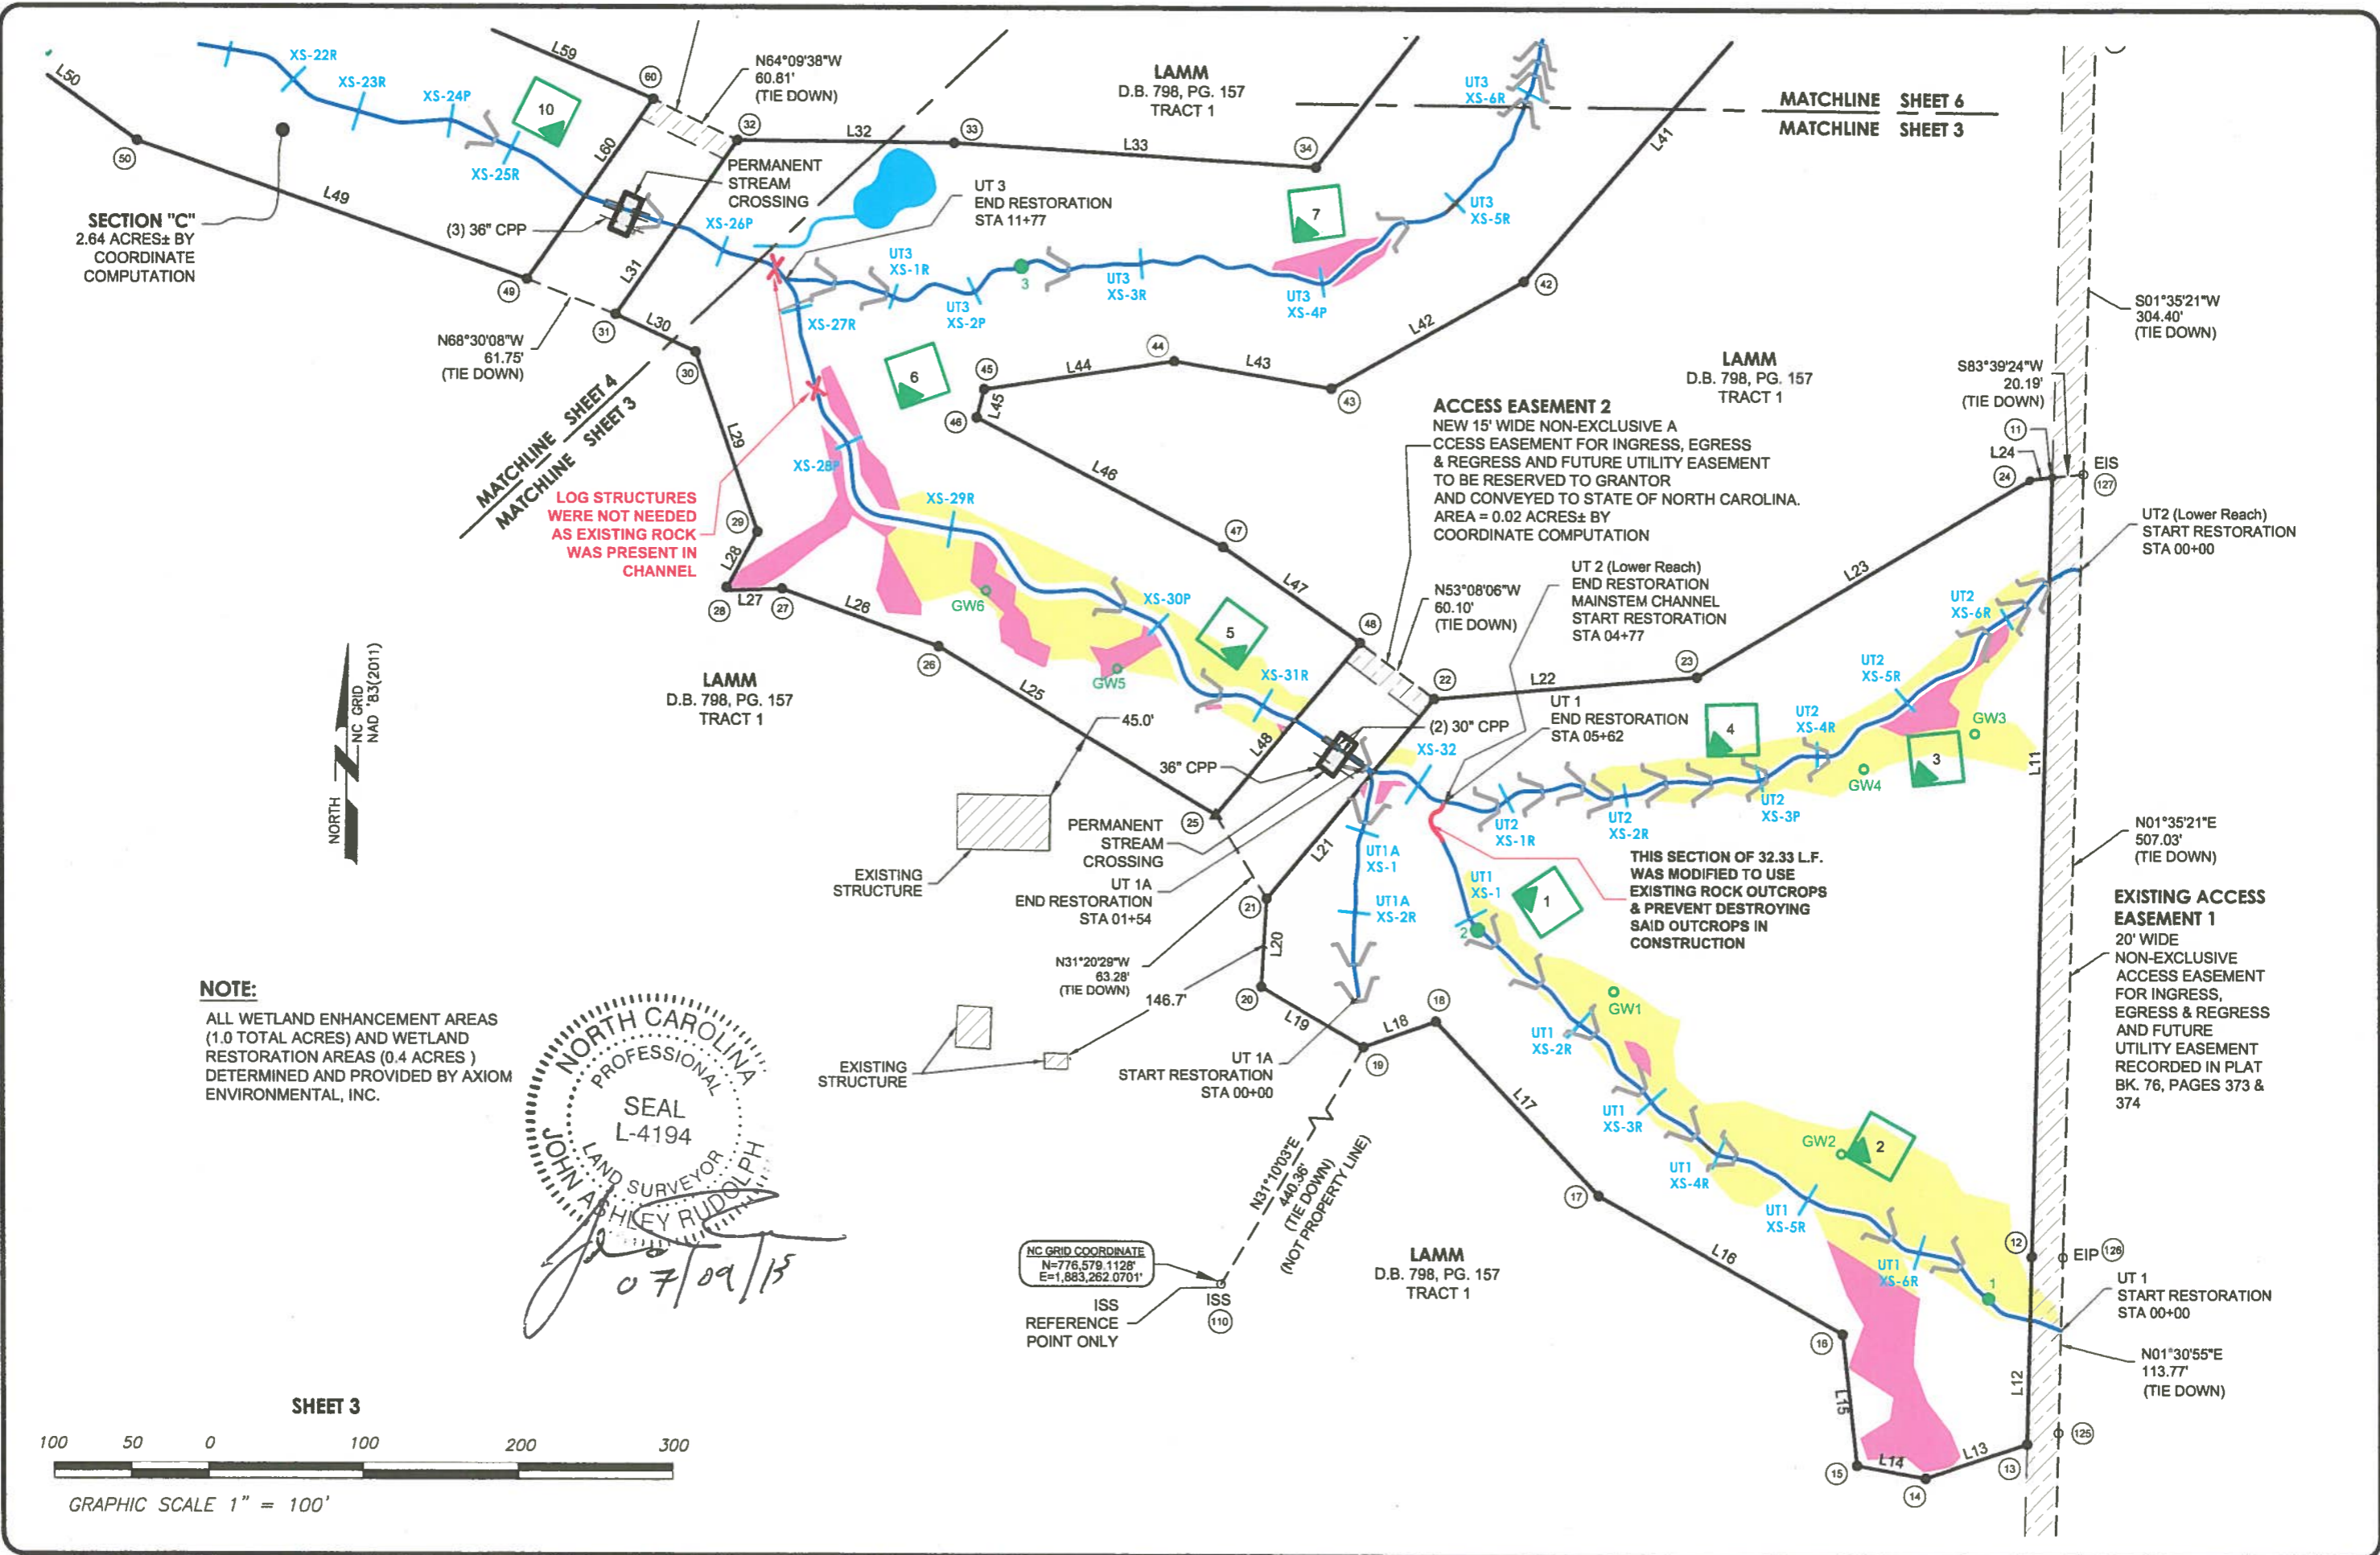 L50
XS-22R
XS-23R
XS-24P
XS-25R
10
L59
60
N64°09'38"W
60.81'
(TIE DOWN)
LAMM
D.B. 798, PG. 157
TRACT 1
UT3
XS-6R
MATCHLINE SHEET 6
MATCHLINE SHEET 3
50
L49
L60
32
L32
33
L33
34
L41
PERMANENT
STREAM
CROSSING
SECTION "C"
2.64 ACRES± BY
COORDINATE
COMPUTATION
(3) 36" CPP
XS-26P
UT 3
END RESTORATION
STA 11+77
7
UT3
XS-5R
49
L31
31
L30
30
N68°30'08"W
61.75'
(TIE DOWN)
XS-27R
UT3
XS-1R
UT3
XS-2P
3
UT3
XS-3R
UT3
XS-4P
42
L42
S01°35'21"W
304.40'
(TIE DOWN)
MATCHLINE SHEET 4
MATCHLINE SHEET 3
6
45
L44
44
L43
43
46
L45
LAMM
D.B. 798, PG. 157
TRACT 1
S83°39'24"W
20.19'
(TIE DOWN)
11
L24
24
EIS
127
ACCESS EASEMENT 2
NEW 15' WIDE NON-EXCLUSIVE A
CCESS EASEMENT FOR INGRESS, EGRESS
& REGRESS AND FUTURE UTILITY EASEMENT
TO BE RESERVED TO GRANTOR
AND CONVEYED TO STATE OF NORTH CAROLINA.
AREA = 0.02 ACRES± BY
COORDINATE COMPUTATION
L29
XS-28P
L46
LOG STRUCTURES
WERE NOT NEEDED
AS EXISTING ROCK
WAS PRESENT IN
CHANNEL
29
L28
28
L27
27
L26
26
XS-29R
GW6
XS-30P
GW5
5
47
L47
48
N53°08'06"W
60.10'
(TIE DOWN)
UT 2 (Lower Reach)
END RESTORATION
MAINSTEM CHANNEL
START RESTORATION
STA 04+77
L23
UT2 (Lower Reach)
START RESTORATION
STA 00+00
UT2
XS-6R
UT2
XS-5R
NORTH
NC GRID
NAD '83(2011)
LAMM
D.B. 798, PG. 157
TRACT 1
L25
XS-31R
22
L22
23
UT 1
END RESTORATION
STA 05+62
45.0'
(2) 30" CPP
L48
XS-32
36" CPP
4
UT2
XS-4R
GW3
3
GW4
L11
25
PERMANENT
STREAM
CROSSING
UT2
XS-1R
UT2
XS-2R
UT2
XS-3P
EXISTING
STRUCTURE
L21
UT 1A
END RESTORATION
STA 01+54
21
UT1A
XS-1
UT1A
XS-2R
UT1
XS-1
2
1
THIS SECTION OF 32.33 L.F.
WAS MODIFIED TO USE
EXISTING ROCK OUTCROPS
& PREVENT DESTROYING
SAID OUTCROPS IN
CONSTRUCTION
N01°35'21"E
507.03'
(TIE DOWN)
EXISTING ACCESS
EASEMENT 1
20' WIDE
NON-EXCLUSIVE
ACCESS EASEMENT
FOR INGRESS,
EGRESS & REGRESS
AND FUTURE
UTILITY EASEMENT
RECORDED IN PLAT
BK. 76, PAGES 373 &
374
N31°20'29"W
63.28'
(TIE DOWN)
L20
20
146.7'
L19
19
L18
18
NOTE:
ALL WETLAND ENHANCEMENT AREAS
(1.0 TOTAL ACRES) AND WETLAND
RESTORATION AREAS (0.4 ACRES )
DETERMINED AND PROVIDED BY AXIOM
ENVIRONMENTAL, INC.
NORTH CAROLINA
PROFESSIONAL
SEAL
L-4194
LAND SURVEYOR
JOHN ASHLEY RUDOLPH
07/09/15
EXISTING
STRUCTURE
UT 1A
START RESTORATION
STA 00+00
GW1
UT1
XS-2R
L17
UT1
XS-3R
UT1
XS-4R
GW2
2
N31°10'03"E
440.36'
(TIE DOWN)
(NOT PROPERTY LINE)
17
UT1
XS-5R
L16
NC GRID COORDINATE
N=776,579.1128'
E=1,883,262.0701'
ISS
REFERENCE
POINT ONLY
ISS
110
LAMM
D.B. 798, PG. 157
TRACT 1
UT1
XS-6R
1
12
EIP
126
UT 1
START RESTORATION
STA 00+00
16
L15
L12
N01°30'55"E
113.77'
(TIE DOWN)
15
L14
14
L13
13
125
SHEET 3
100 50 0 100 200 300
GRAPHIC SCALE 1" = 100'